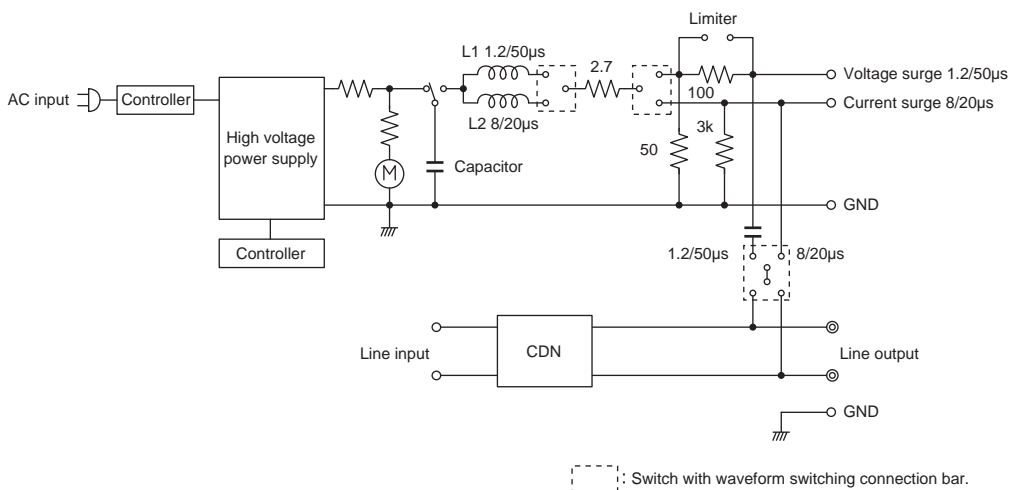 Limiter
L1 1.2/50µs
2.7
AC input
Controller
Voltage surge 1.2/50µs
100
Current surge 8/20µs
L2 8/20µs
3k
High voltage
power supply
50
M
Capacitor
GND
Controller
1.2/50µs
8/20µs
Line input
CDN
Line output
GND
: Switch with waveform switching connection bar.